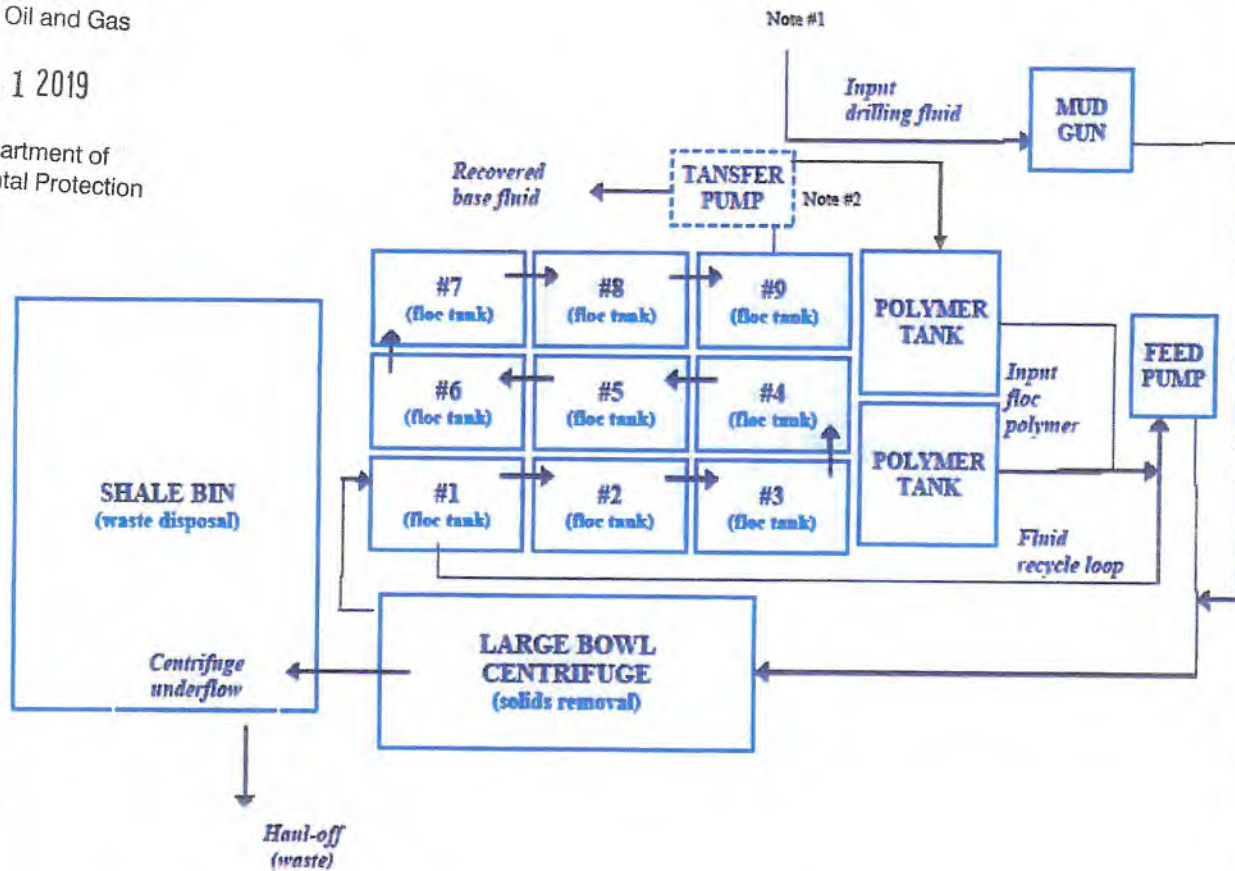 Oil and Gas
1 2019
artment of
tal Protection
Note #1
Input
drilling fluid
MUD
GUN
Recovered
base fluid
TANSFER
PUMP
Note #2
#7
(floc tank)
#8
(floc tank)
#9
(floc tank)
POLYMER
TANK
FEED
PUMP
#6
(floc tank)
#5
(floc tank)
#4
(floc tank)
Input
floc
polymer
SHALE BIN
(waste disposal)
#1
(floc tank)
#2
(floc tank)
#3
(floc tank)
POLYMER
TANK
Fluid
recycle loop
Centrifuge
underflow
LARGE BOWL
CENTRIFUGE
(solids removal)
Haul-off
(waste)